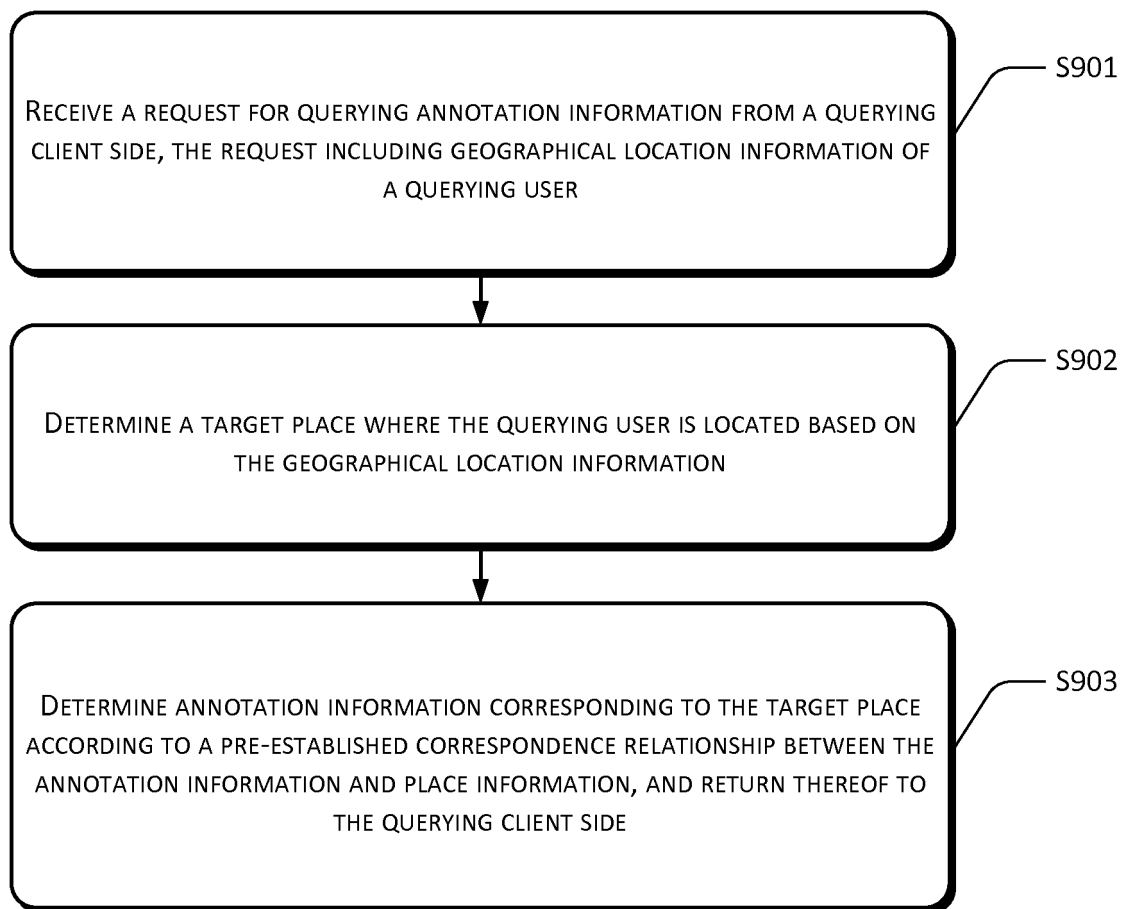 RECEIVE A REQUEST FOR QUERYING ANNOTATION INFORMATION FROM A QUERYING
CLIENT SIDE, THE REQUEST INCLUDING GEOGRAPHICAL LOCATION INFORMATION OF
A QUERYING USER
S901
DETERMINE A TARGET PLACE WHERE THE QUERYING USER IS LOCATED BASED ON
THE GEOGRAPHICAL LOCATION INFORMATION
S902
DETERMINE ANNOTATION INFORMATION CORRESPONDING TO THE TARGET PLACE
ACCORDING TO A PRE-ESTABLISHED CORRESPONDENCE RELATIONSHIP BETWEEN THE
ANNOTATION INFORMATION AND PLACE INFORMATION, AND RETURN THEREOF TO
THE QUERYING CLIENT SIDE
S903